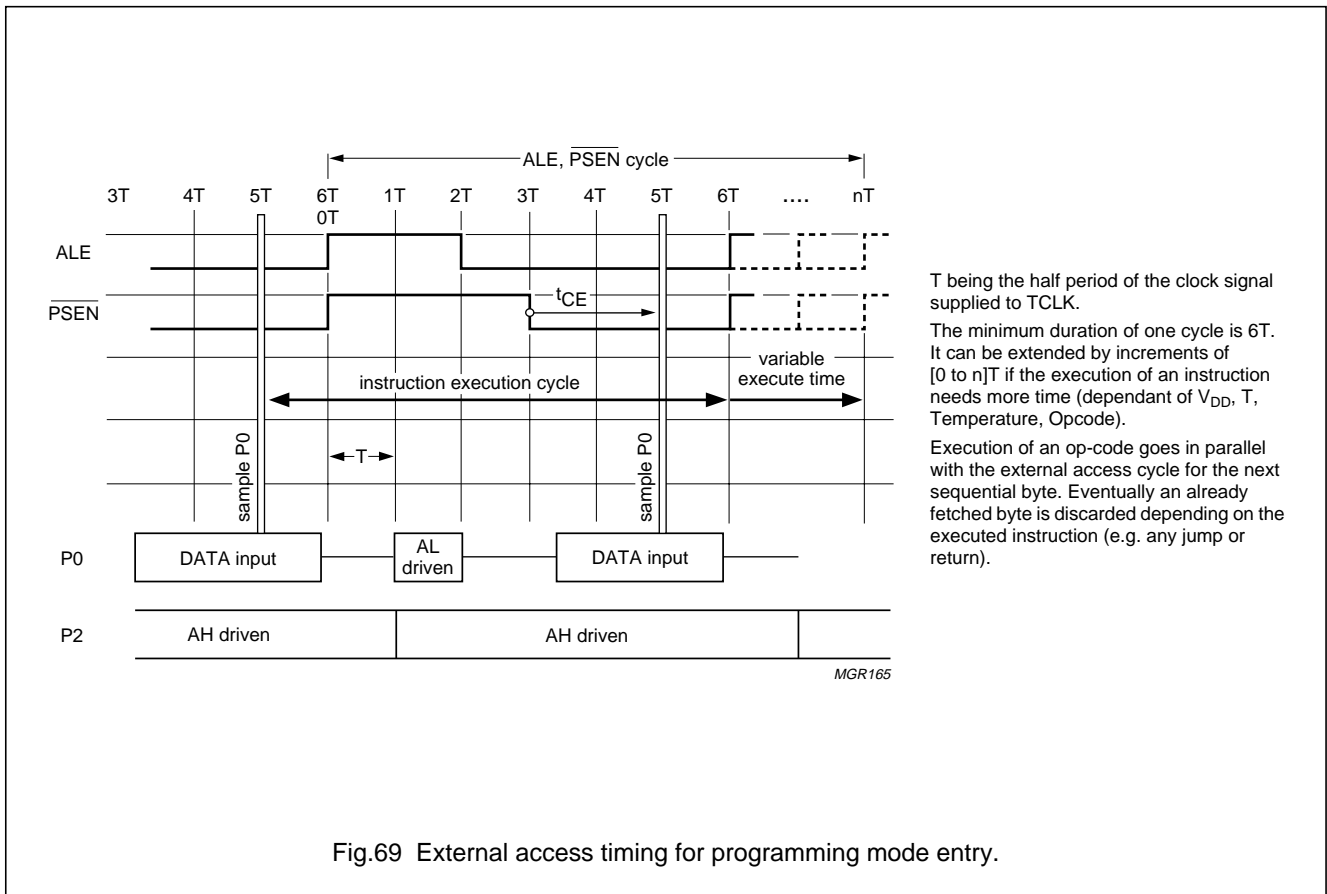 ALE, PSEN cycle
3T 4T 5T 6T 1T 2T 3T 4T 5T 6T .... nT
0T
ALE
PSEN
tCE
variable
execute time
instruction execution cycle
sample P0
T
sample P0
P0
DATA input
AL
driven
DATA input
P2
AH driven
AH driven
MGR165
T being the half period of the clock signal
supplied to TCLK.
The minimum duration of one cycle is 6T.
It can be extended by increments of
[0 to n]T if the execution of an instruction
needs more time (dependant of VDD, T,
Temperature, Opcode).
Execution of an op-code goes in parallel
with the external access cycle for the next
sequential byte. Eventually an already
fetched byte is discarded depending on the
executed instruction (e.g. any jump or
return).
Fig.69 External access timing for programming mode entry.